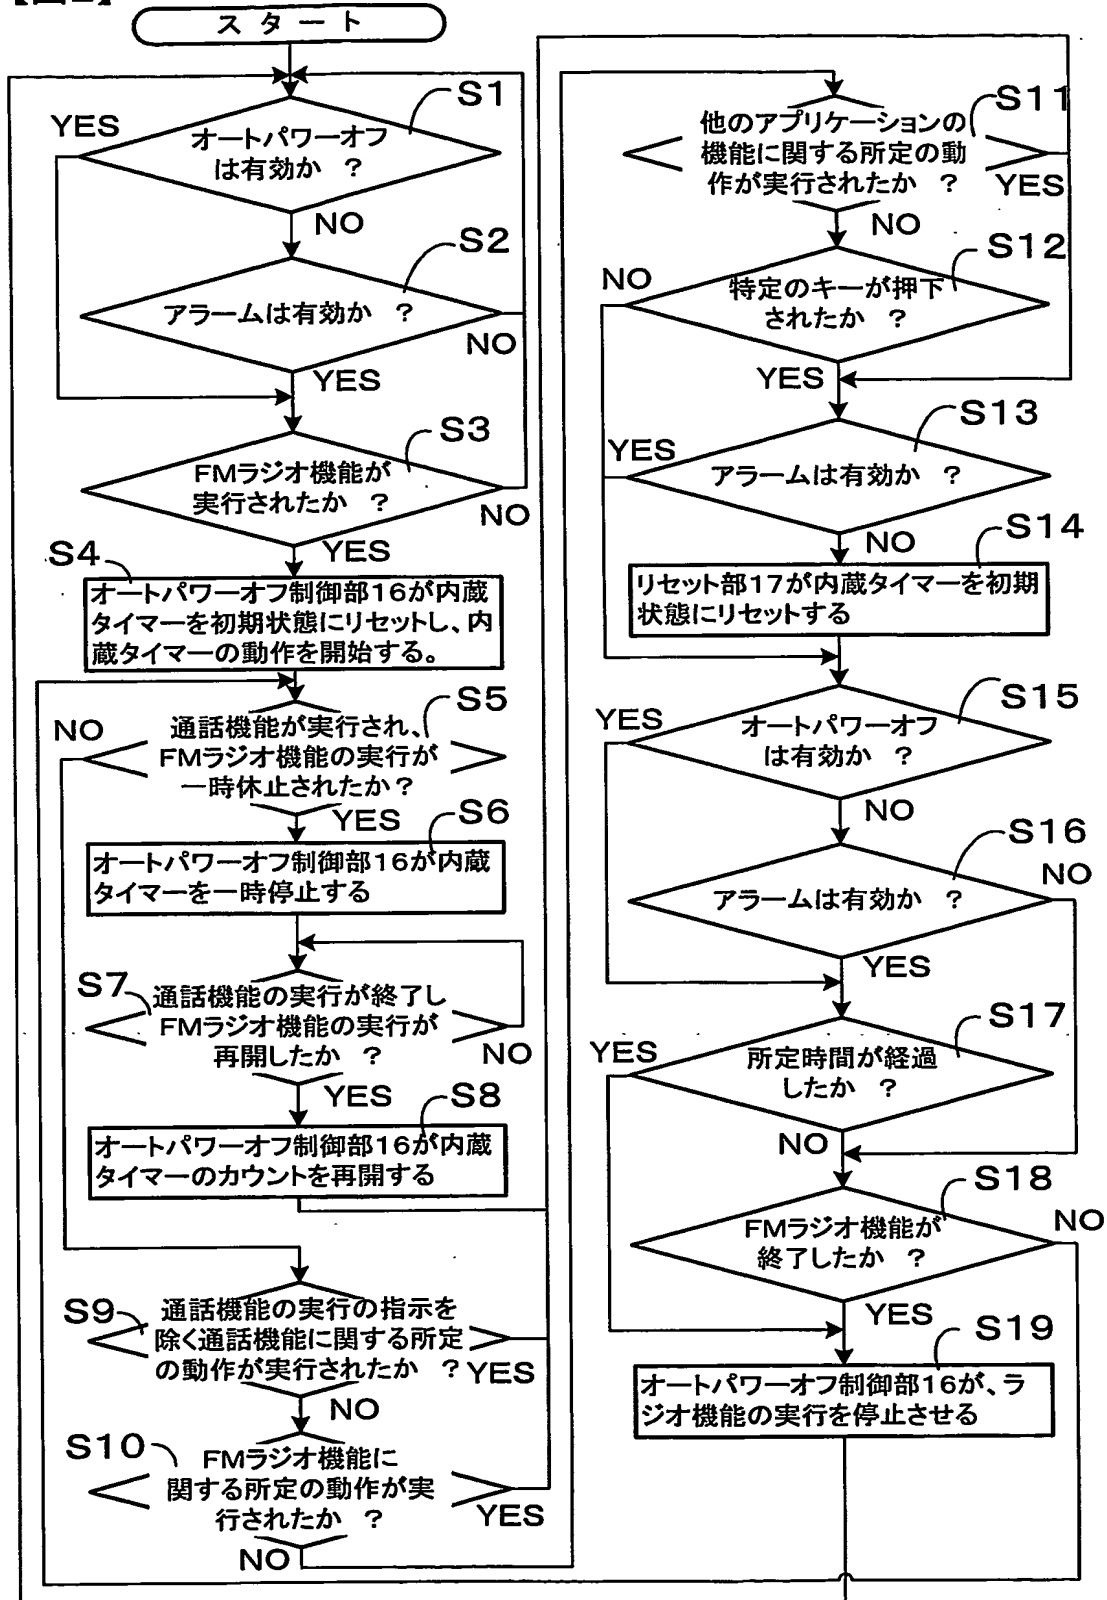 スタート
S1
YES
オートパワーオフ
は有効か ?
NO
S2
アラームは有効か ?
NO
YES
S3
FMラジオ機能が
実行されたか ?
NO
YES
S4
オートパワーオフ制御部16が内蔵
タイマーを初期状態にリセットし、内
蔵タイマーの動作を開始する。
S5
NO
通話機能が実行され、
FMラジオ機能の実行が
一時休止されたか?
YES
S6
オートパワーオフ制御部16が内蔵
タイマーを一時停止する
S7
通話機能の実行が終了し
FMラジオ機能の実行が
再開したか ?
NO
YES
S8
オートパワーオフ制御部16が内蔵
タイマーのカウントを再開する
S9
通話機能の実行の指示を
除く通話機能に関する所定
の動作が実行されたか ?
YES
NO
S10
FMラジオ機能に
関する所定の動作が実
行されたか ?
YES
NO
S11
他のアプリケーションの
機能に関する所定の動
作が実行されたか ?
YES
NO
S12
NO
特定のキーが押下
されたか ?
YES
S13
YES
アラームは有効か ?
NO
S14
リセット部17が内蔵タイマーを初期
状態にリセットする
S15
YES
オートパワーオフ
は有効か ?
NO
S16
NO
アラームは有効か ?
YES
S17
YES
所定時間が経過
したか ?
NO
S18
FMラジオ機能が
終了したか ?
NO
YES
S19
オートパワーオフ制御部16が、ラ
ジオ機能の実行を停止させる